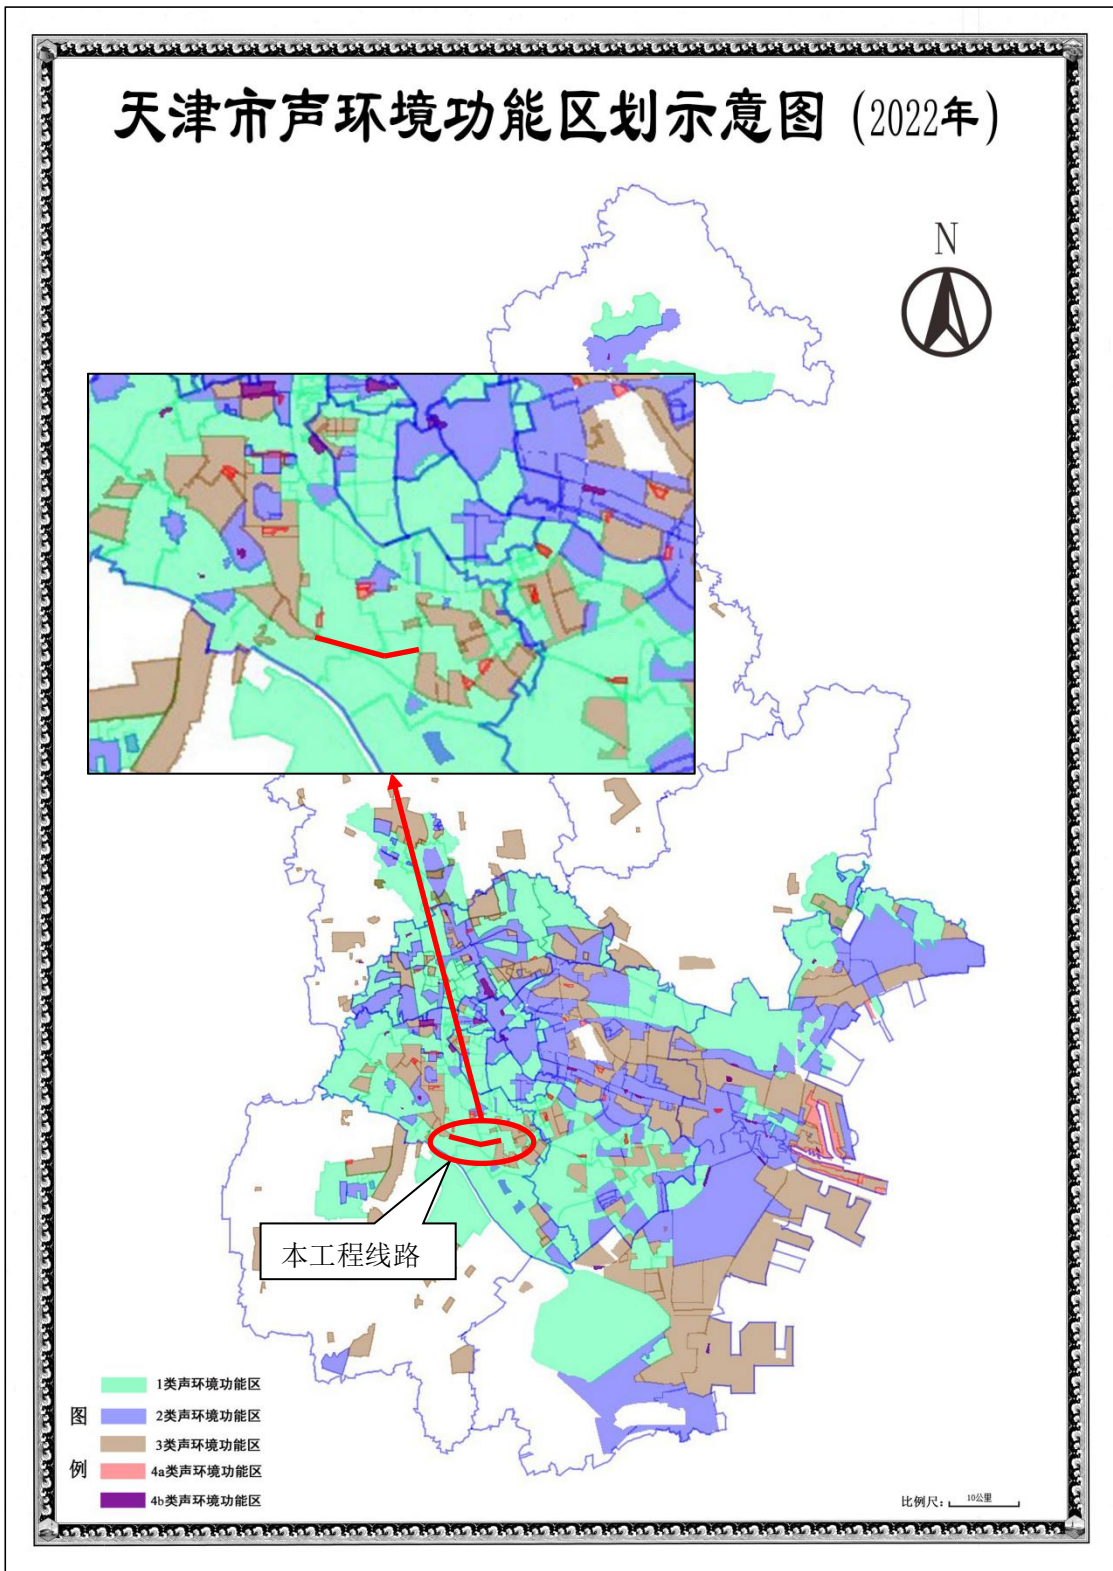 天津市声环境功能区划示意图（2022年）
N
本工程线路
图例
1类声环境功能区
2类声环境功能区
3类声环境功能区
4a类声环境功能区
4b类声环境功能区
比例尺：
10公里